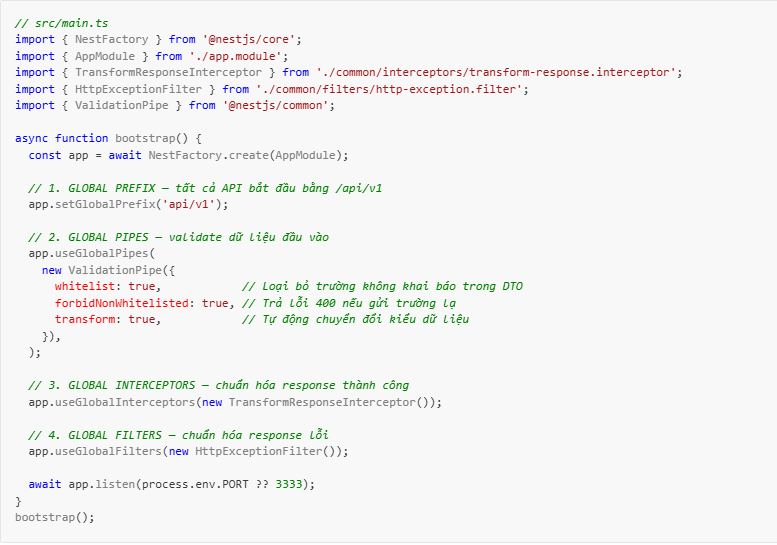 // src/main.ts
import { NestFactory } from '@nestjs/core';
import { AppModule } from './app.module';
import { TransformResponseInterceptor } from './common/interceptors/transform-response.interceptor';
import { HttpExceptionFilter } from './common/filters/http-exception.filter';
import { ValidationPipe } from '@nestjs/common';

async function bootstrap() {
  const app = await NestFactory.create(AppModule);

  // 1. GLOBAL PREFIX — tất cả API bắt đầu bằng /api/v1
  app.setGlobalPrefix('api/v1');

  // 2. GLOBAL PIPES — validate dữ liệu đầu vào
  app.useGlobalPipes(
    new ValidationPipe({
      whitelist: true,            // Loại bỏ trường không khai báo trong DTO
      forbidNonWhitelisted: true, // Trả lỗi 400 nếu gửi trường lạ
      transform: true,            // Tự động chuyển đổi kiểu dữ liệu
    }),
  );

  // 3. GLOBAL INTERCEPTORS — chuẩn hóa response thành công
  app.useGlobalInterceptors(new TransformResponseInterceptor());

  // 4. GLOBAL FILTERS — chuẩn hóa response lỗi
  app.useGlobalFilters(new HttpExceptionFilter());

  await app.listen(process.env.PORT ?? 3333);
}
bootstrap();